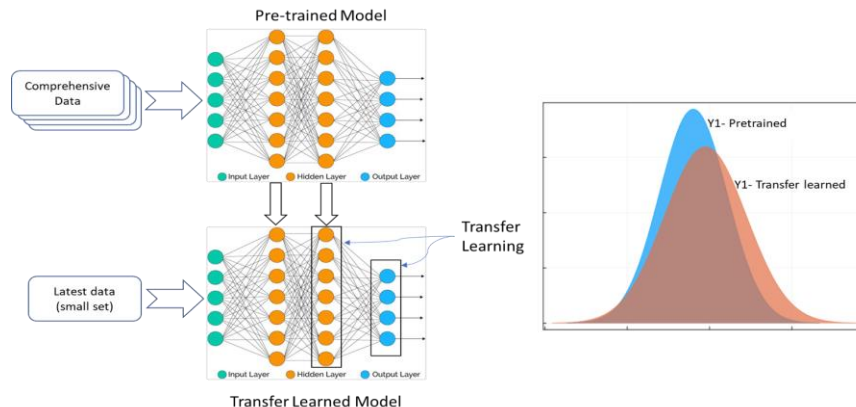 Pre-trained Model
Comprehensive
Data
Input Layer Hidden Layer Output Layer
Latest data
(small set)
Transfer
Learning
Input Layer Hidden Layer Output Layer
Transfer Learned Model
Y1- Pretrained
Y1- Transfer learned